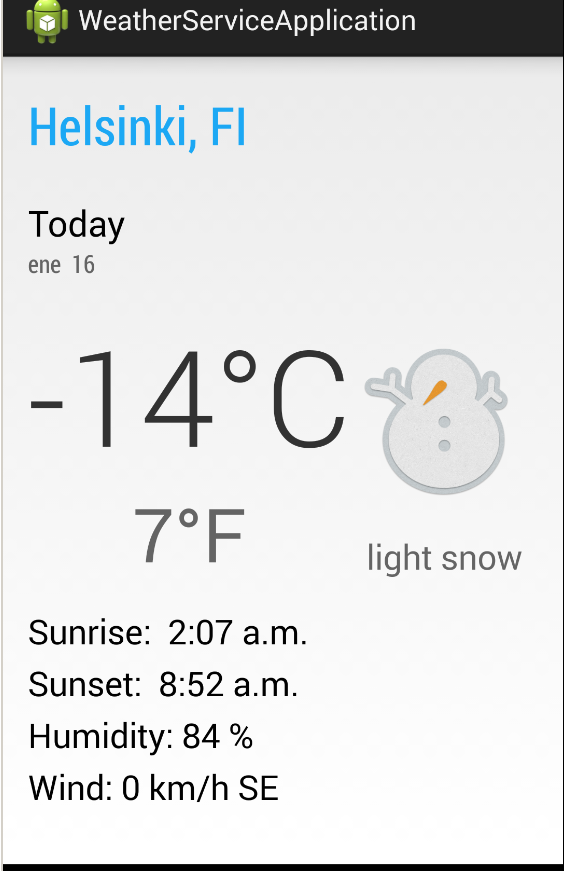 WeatherServiceApplication
Helsinki, FI
Today
ene 16
-14°C
7°F
light snow
Sunrise: 2:07 a.m.
Sunset: 8:52 a.m.
Humidity: 84 %
Wind: 0 km/h SE